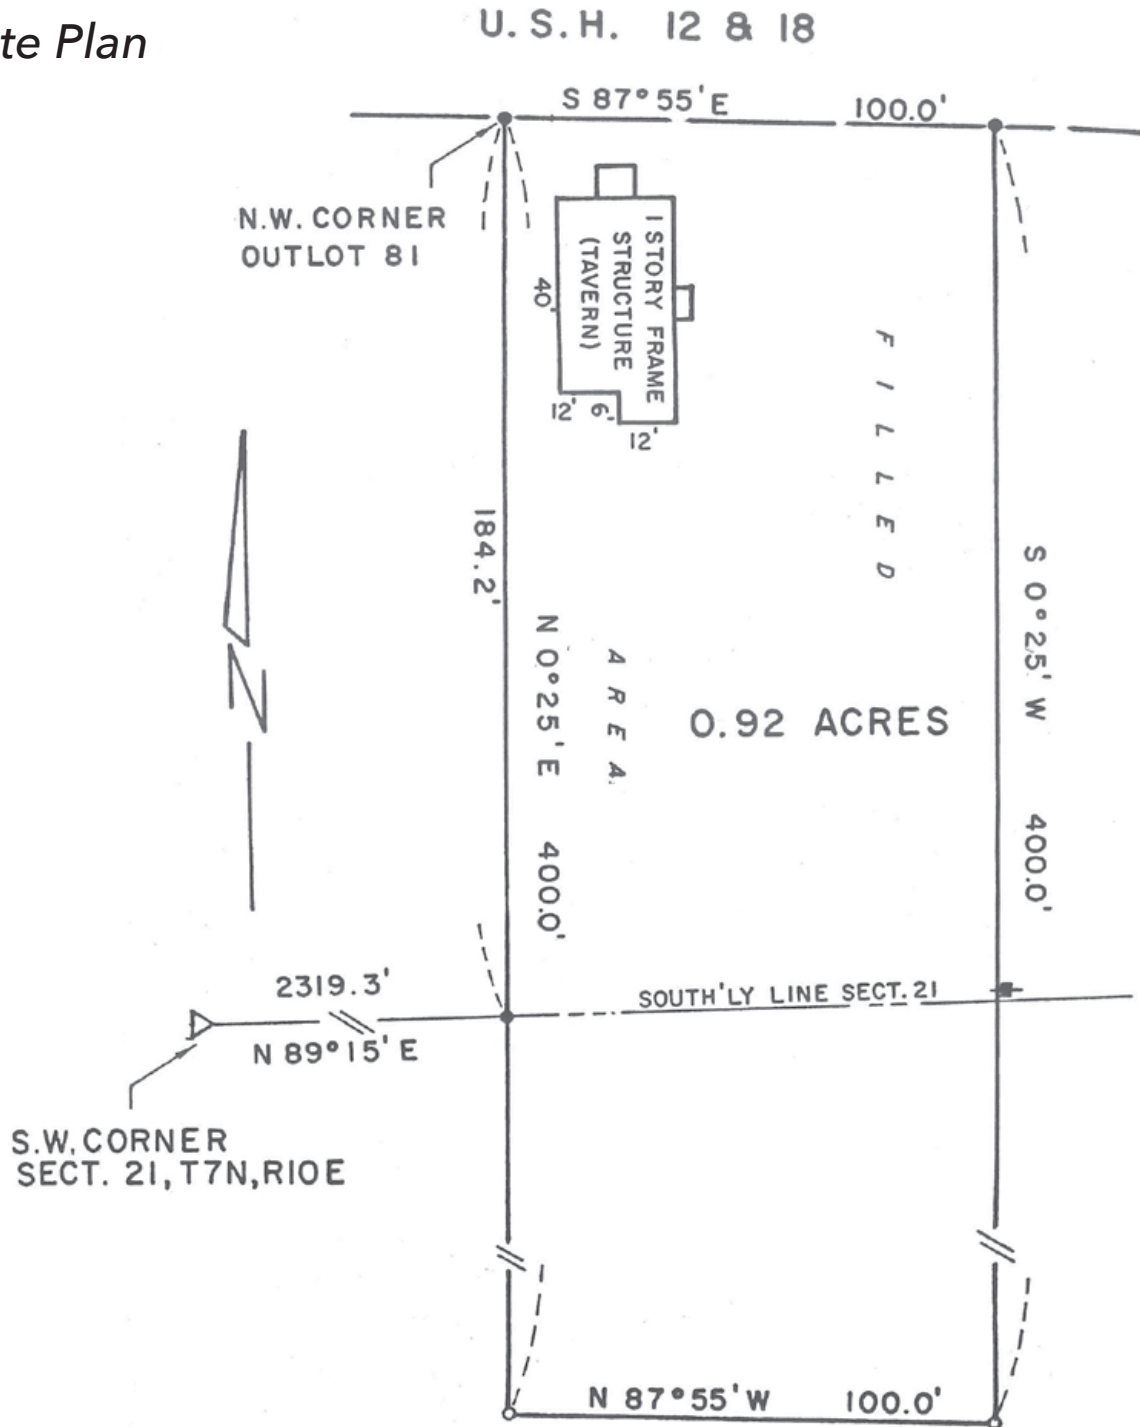 te Plan
U.S.H. 12 & 18
S 87°55'E 100.0'
N.W. CORNER
OUTLOT 81
1 STORY FRAME
STRUCTURE
(TAVERN)
40'
12' 6'
12'
FILLED
184.2'
N 0°25'E 400.0'
AREA
0.92 ACRES
S 0°25'W 400.0'
2319.3'
N 89°15'E
SOUTH'LY LINE SECT. 21
N
S.W. CORNER
SECT. 21, T7N, R10E
N 87°55'W 100.0'